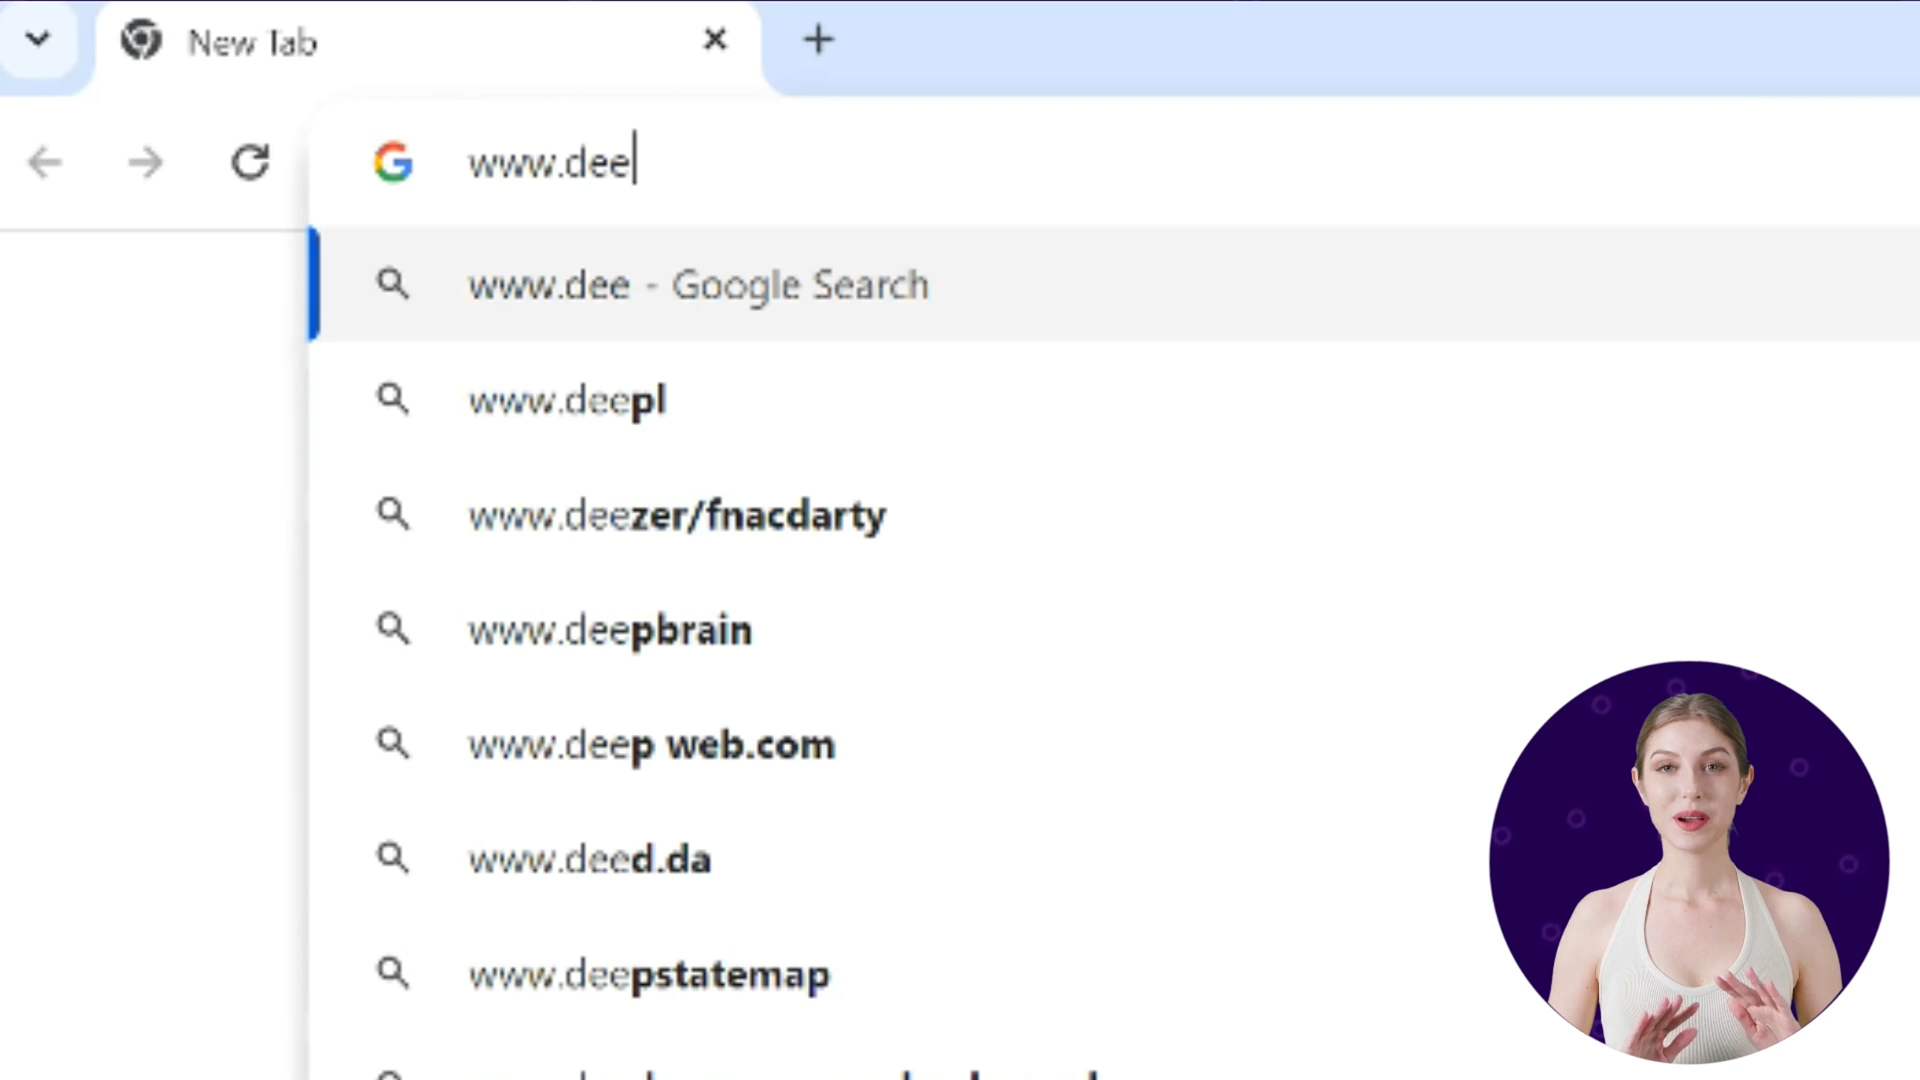 New Tab
www.dee
www.dee - Google Search
www.deepl
www.deezer/fnacdarty
www.deepbrain
www.deep web.com
www.deed.da
www.deepstatemap